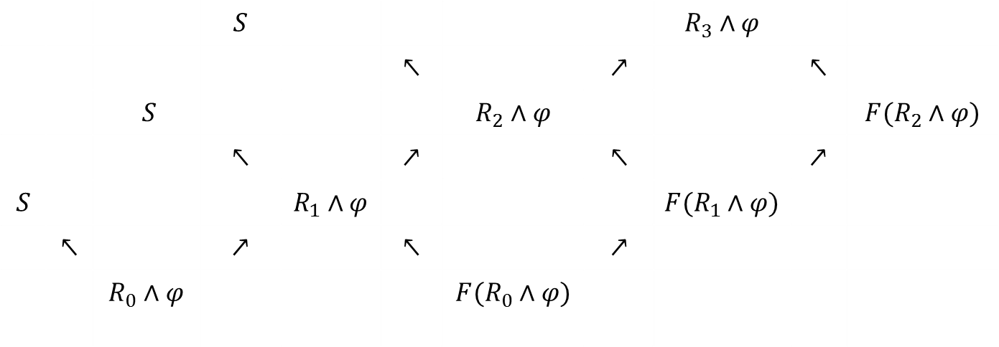 S R₃ ∧ φ
↖ ↗ ↖
S R₂ ∧ φ F(R₂ ∧ φ)
↖ ↗ ↖ ↗
S R₁ ∧ φ F(R₁ ∧ φ)
↖ ↗ ↖ ↗
R₀ ∧ φ F(R₀ ∧ φ)